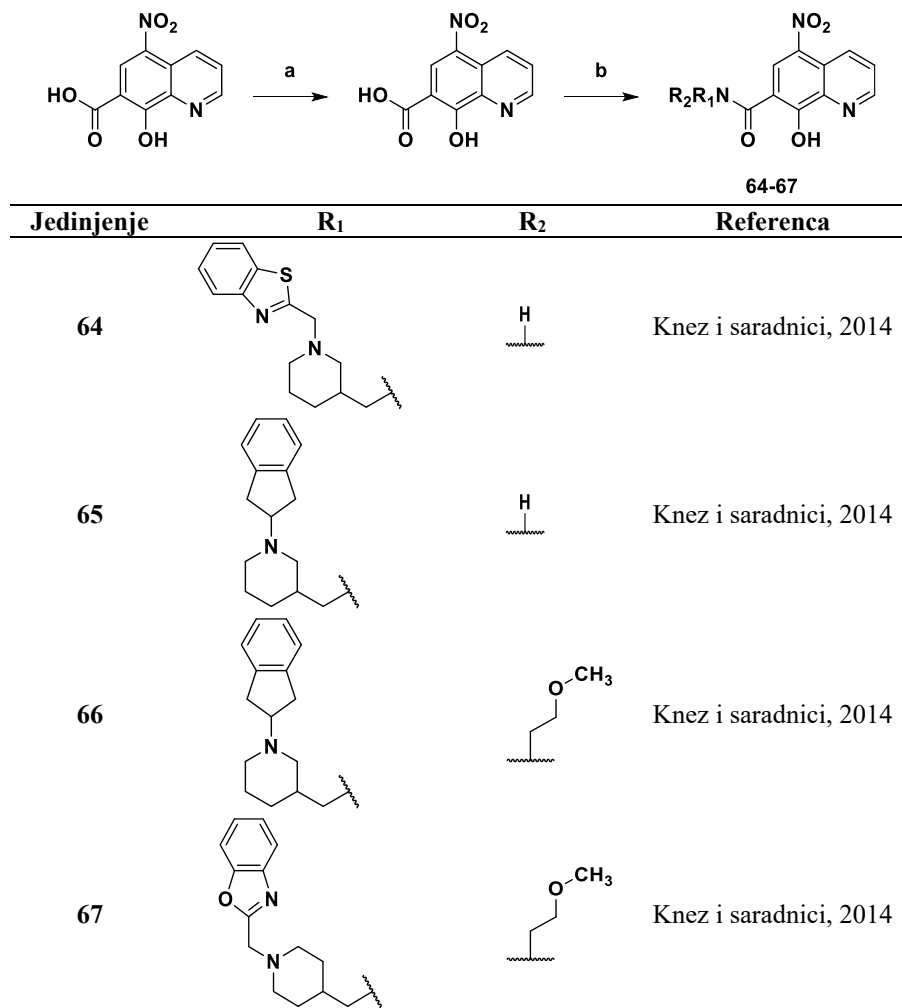 NO2 NO2 NO2
a b
HO HO R2R1N
N N N
O OH O OH O OH
64-67
Jedinjenje R1 R2 Referenca
S
N
N
H
64 Knez i saradnici, 2014
N
H
65 Knez i saradnici, 2014
N
O CH3
66 Knez i saradnici, 2014
O N
N
O CH3
67 Knez i saradnici, 2014